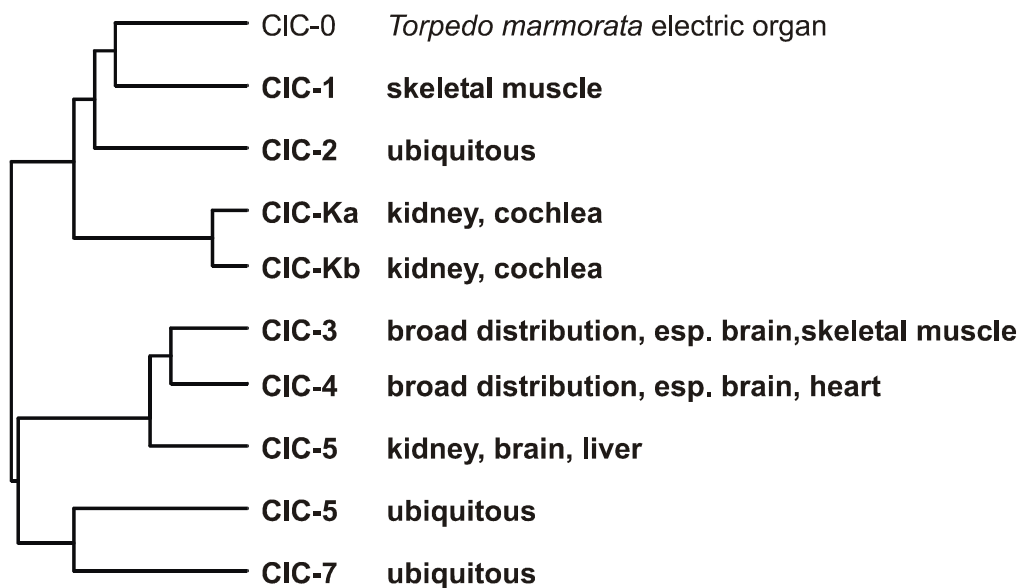 ClC-0 Torpedo marmorata electric organ
ClC-1 skeletal muscle
ClC-2 ubiquitous
ClC-Ka kidney, cochlea
ClC-Kb kidney, cochlea
ClC-3 broad distribution, esp. brain,skeletal muscle
ClC-4 broad distribution, esp. brain, heart
ClC-5 kidney, brain, liver
ClC-5 ubiquitous
ClC-7 ubiquitous